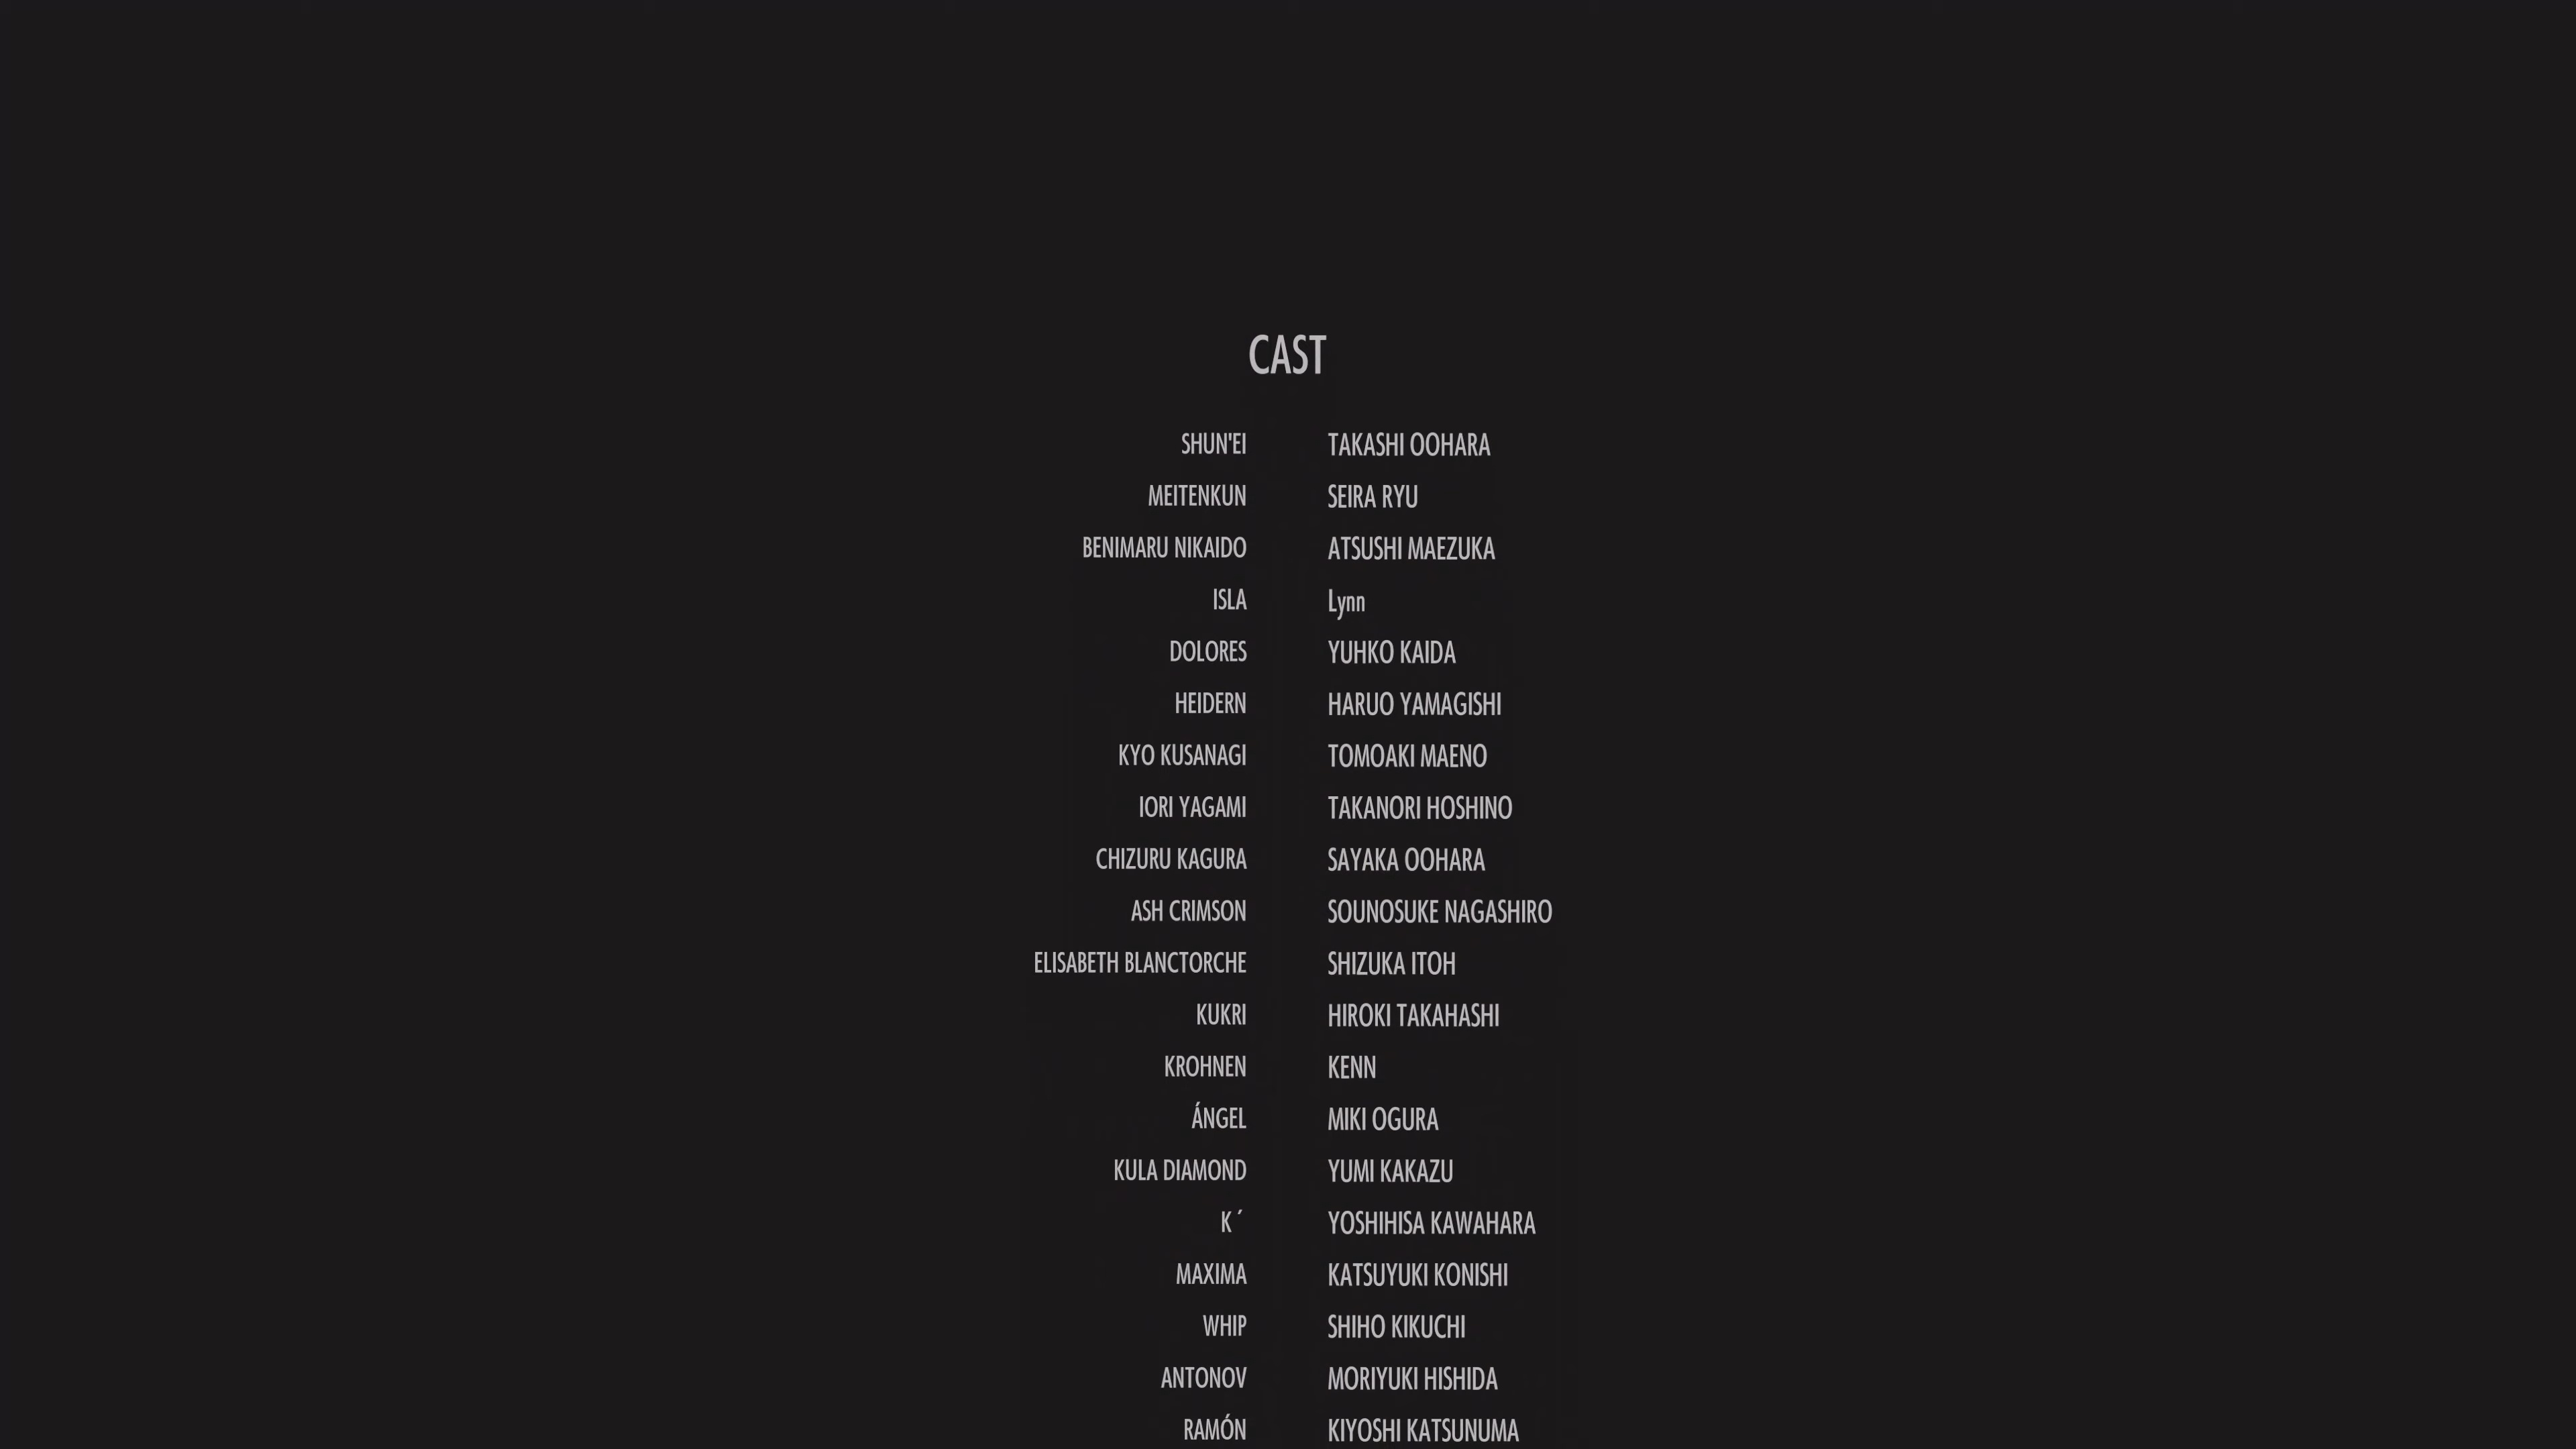 CAST
SHUN'EI TAKASHI OOHARA
MEITENKUN SEIRA RYU
BENIMARU NIKAIDO ATSUSHI MAEZUKA
ISLA Lynn
DOLORES YUHKO KAIDA
HEIDERN HARUO YAMAGISHI
KYO KUSANAGI TOMOAKI MAENO
IORI YAGAMI TAKANORI HOSHINO
CHIZURU KAGURA SAYAKA OOHARA
ASH CRIMSON SOUNOSUKE NAGASHIRO
ELISABETH BLANCTORCHE SHIZUKA ITOH
KUKRI HIROKI TAKAHASHI
KROHNEN KENN
ÁNGEL MIKI OGURA
KULA DIAMOND YUMI KAKAZU
K ´ YOSHIHISA KAWAHARA
MAXIMA KATSUYUKI KONISHI
WHIP SHIHO KIKUCHI
ANTONOV MORIYUKI HISHIDA
RAMÓN KIYOSHI KATSUNUMA